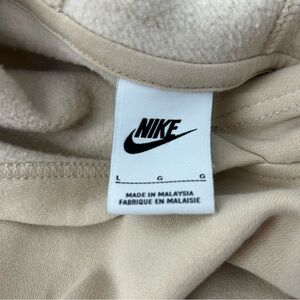 NIKE
L G G
MADE IN MALAYSIA
FABRIQUE EN MALAISIE